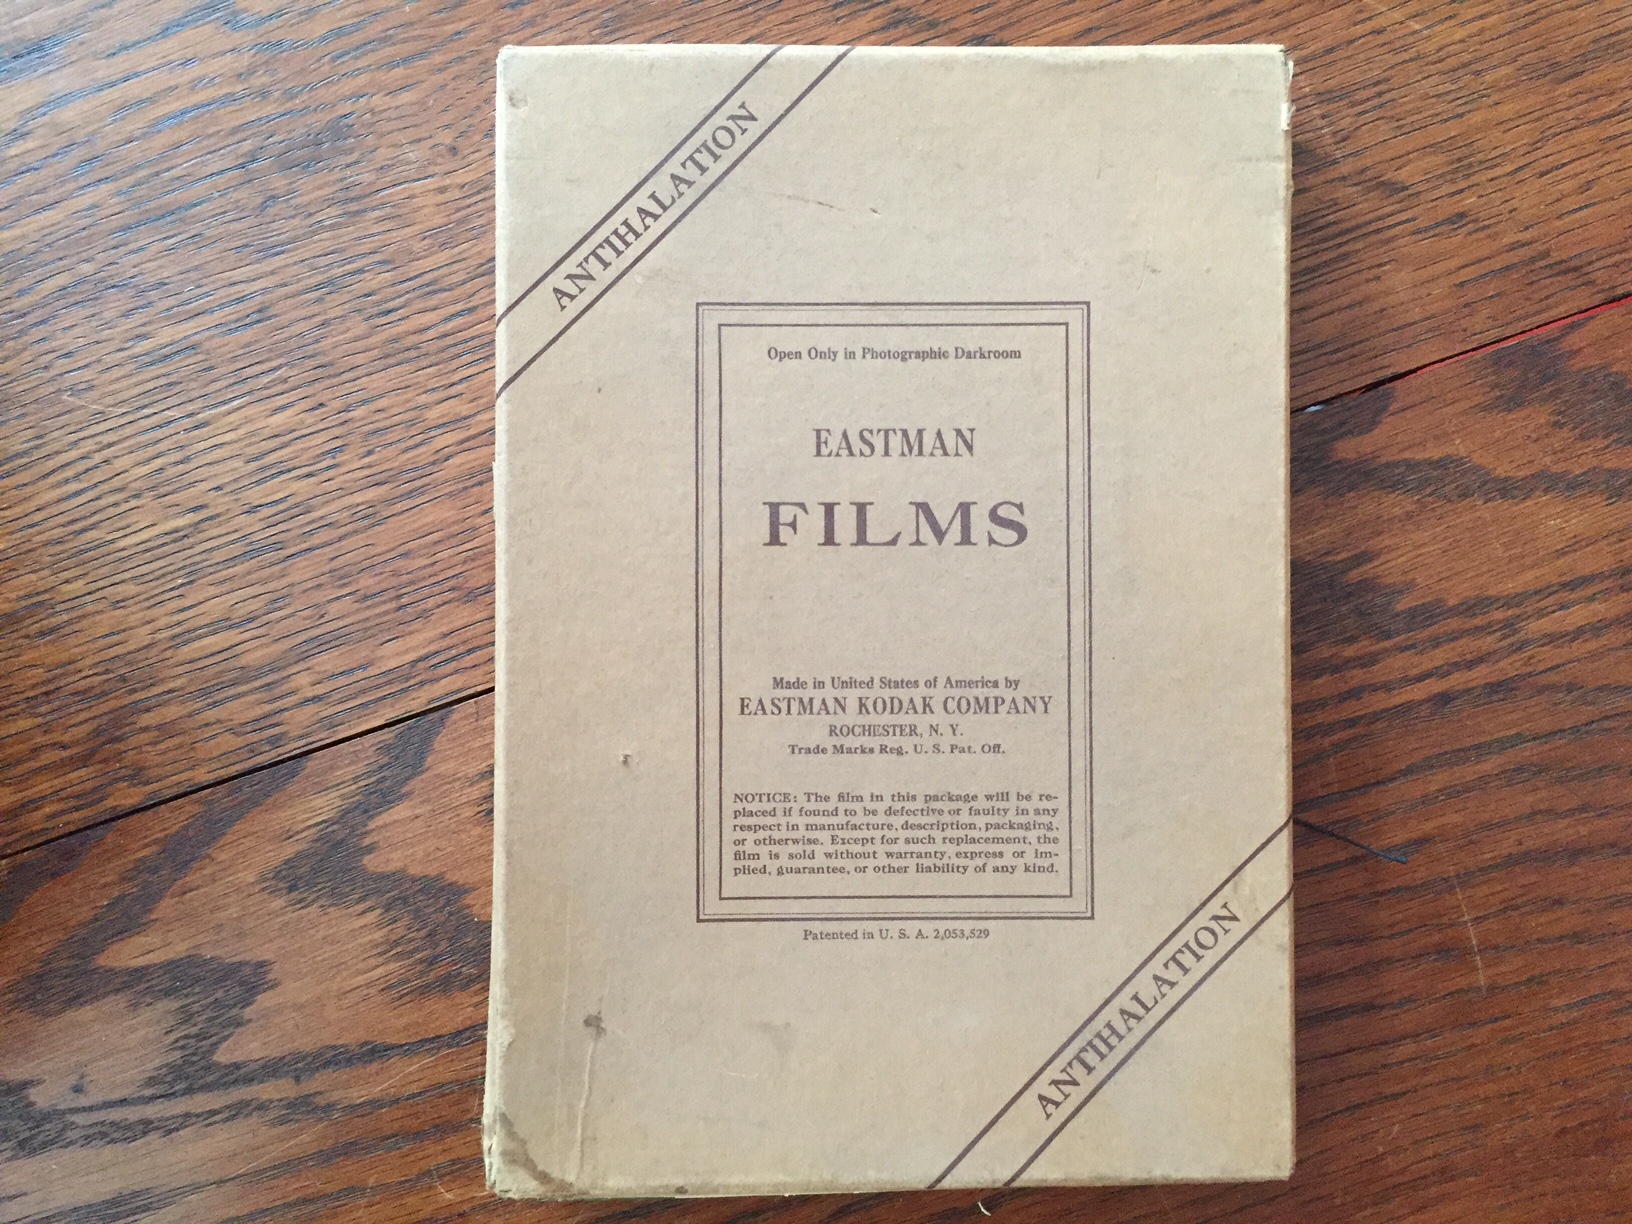 ANTIHALATION
Open Only in Photographic Darkroom
EASTMAN
FILMS
Made in United States of America by
EASTMAN KODAK COMPANY
ROCHESTER, N. Y.
Trade Marks Reg. U. S. Pat. Off.
NOTICE: The film in this package will be re-
placed if found to be defective or faulty in any
respect in manufacture, description, packaging,
or otherwise. Except for such replacement, the
film is sold without warranty, express or im-
plied, guarantee, or other liability of any kind.
Patented in U. S. A. 2,053,529
ANTIHALATION